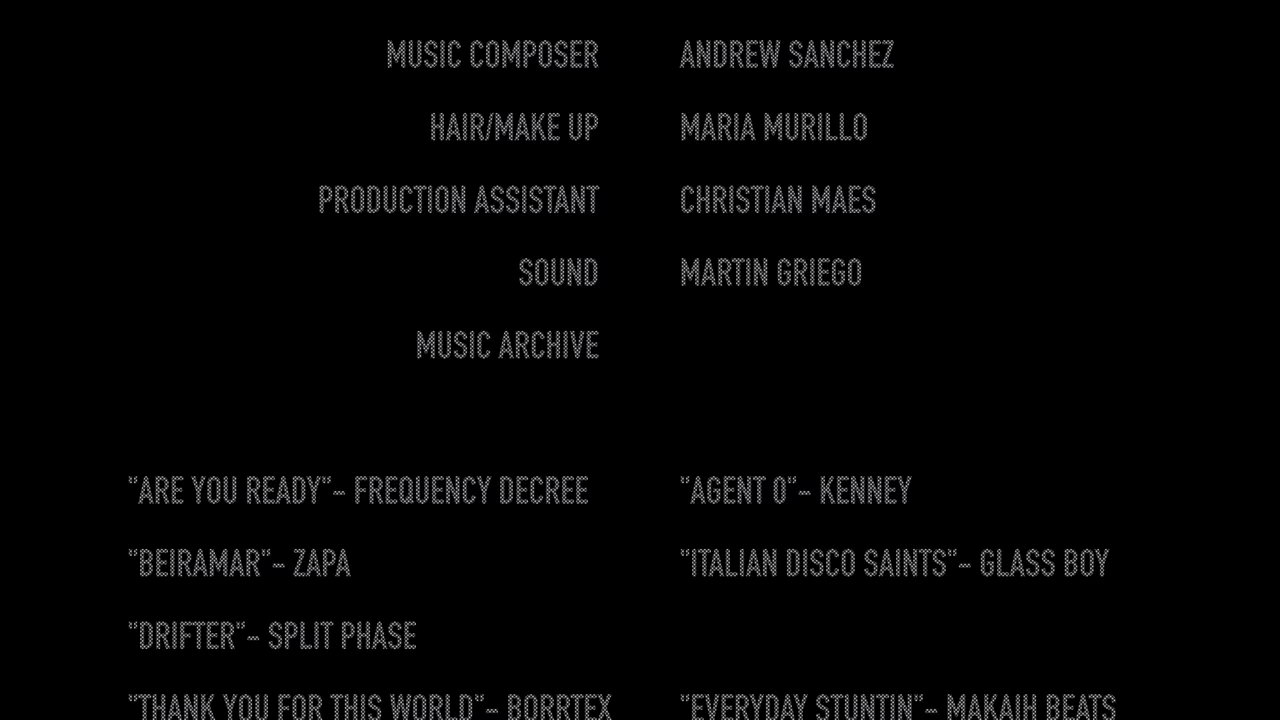 MUSIC COMPOSER ANDREW SANCHEZ
HAIR/MAKE UP MARIA MURILLO
PRODUCTION ASSISTANT CHRISTIAN MAES
SOUND MARTIN GRIEGO
MUSIC ARCHIVE
"ARE YOU READY"~ FREQUENCY DECREE "AGENT 0"~ KENNEY
"BEIRAMAR"~ ZAPA "ITALIAN DISCO SAINTS"~ GLASS BOY
"DRIFTER"~ SPLIT PHASE
"THANK YOU FOR THIS WORLD"~ BORRTEX "EVERYDAY STUNTIN"~ MAKAIH BEATS